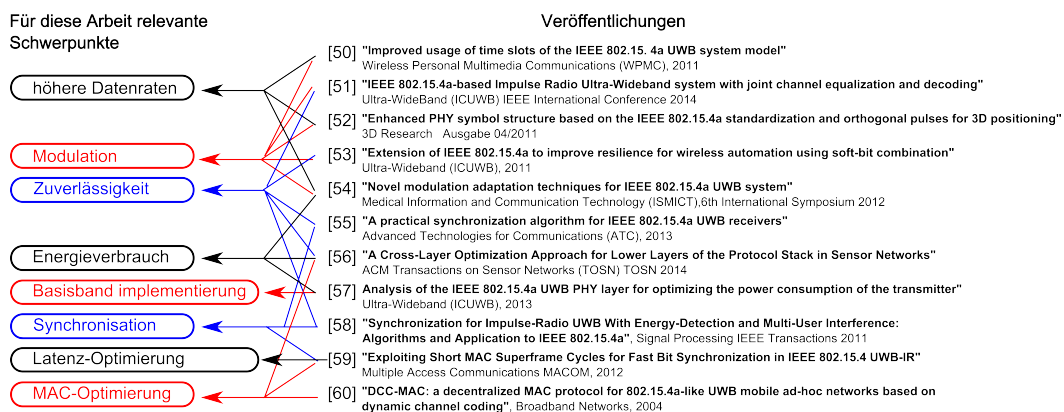 Für diese Arbeit relevante
Schwerpunkte
höhere Datenraten
Modulation
Zuverlässigkeit
Energieverbrauch
Basisband implementierung
Synchronisation
Latenz-Optimierung
MAC-Optimierung
Veröffentlichungen
[50] "Improved usage of time slots of the IEEE 802.15. 4a UWB system model"
Wireless Personal Multimedia Communications (WPMC), 2011
[51] "IEEE 802.15.4a-based Impulse Radio Ultra-Wideband system with joint channel equalization and decoding"
Ultra-WideBand (ICUWB) IEEE International Conference 2014
[52] "Enhanced PHY symbol structure based on the IEEE 802.15.4a standardization and orthogonal pulses for 3D positioning"
3D Research Ausgabe 04/2011
[53] "Extension of IEEE 802.15.4a to improve resilience for wireless automation using soft-bit combination"
Ultra-Wideband (ICUWB), 2011
[54] "Novel modulation adaptation techniques for IEEE 802.15.4a UWB system"
Medical Information and Communication Technology (ISMICT),6th International Symposium 2012
[55] "A practical synchronization algorithm for IEEE 802.15.4a UWB receivers"
Advanced Technologies for Communications (ATC), 2013
[56] "A Cross-Layer Optimization Approach for Lower Layers of the Protocol Stack in Sensor Networks"
ACM Transactions on Sensor Networks (TOSN) TOSN 2014
[57] Analysis of the IEEE 802.15.4a UWB PHY layer for optimizing the power consumption of the transmitter"
Ultra-Wideband (ICUWB), 2013
[58] "Synchronization for Impulse-Radio UWB With Energy-Detection and Multi-User Interference:
Algorithms and Application to IEEE 802.15.4a", Signal Processing IEEE Transactions 2011
[59] "Exploiting Short MAC Superframe Cycles for Fast Bit Synchronization in IEEE 802.15.4 UWB-IR"
Multiple Access Communications MACOM, 2012
[60] "DCC-MAC: a decentralized MAC protocol for 802.15.4a-like UWB mobile ad-hoc networks based on
dynamic channel coding", Broadband Networks, 2004